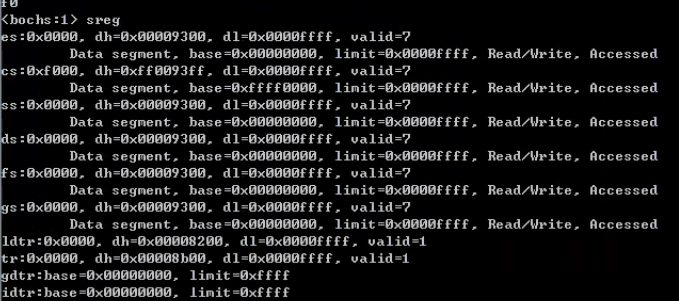 f0
<bochs:1> sreg
es:0x0000, dh=0x00009300, dl=0x0000ffff, valid=7
Data segment, base=0x00000000, limit=0x0000ffff, Read/Write, Accessed
cs:0xf000, dh=0xff0093ff, dl=0x0000ffff, valid=7
Data segment, base=0xffff0000, limit=0x0000ffff, Read/Write, Accessed
ss:0x0000, dh=0x00009300, dl=0x0000ffff, valid=7
Data segment, base=0x00000000, limit=0x0000ffff, Read/Write, Accessed
ds:0x0000, dh=0x00009300, dl=0x0000ffff, valid=7
Data segment, base=0x00000000, limit=0x0000ffff, Read/Write, Accessed
fs:0x0000, dh=0x00009300, dl=0x0000ffff, valid=7
Data segment, base=0x00000000, limit=0x0000ffff, Read/Write, Accessed
gs:0x0000, dh=0x00009300, dl=0x0000ffff, valid=7
Data segment, base=0x00000000, limit=0x0000ffff, Read/Write, Accessed
ldtr:0x0000, dh=0x00008200, dl=0x0000ffff, valid=1
tr:0x0000, dh=0x00008b00, dl=0x0000ffff, valid=1
gdtr:base=0x00000000, limit=0xffff
idtr:base=0x00000000, limit=0xffff